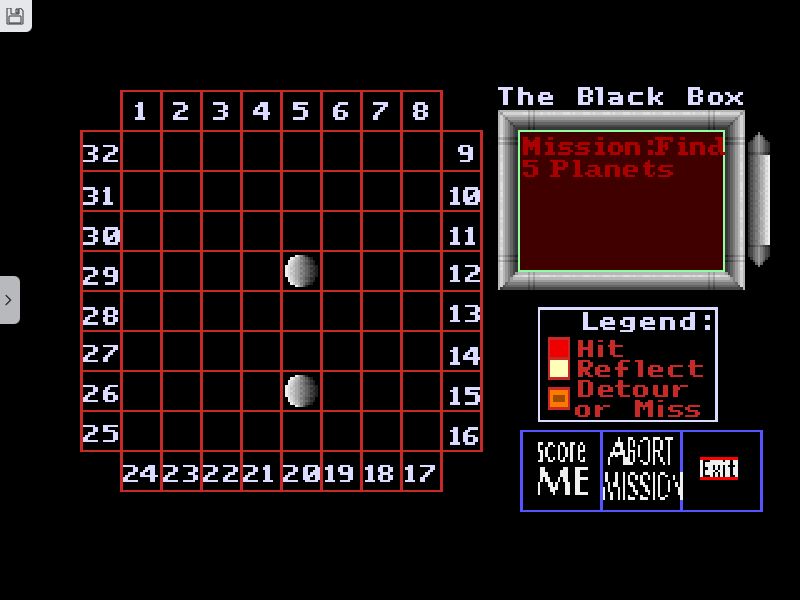 The Black Box
1 2 3 4 5 6 7 8
Mission:Find
5 Planets
32 9
31 10
30 11
29 12
28 13
27 14
26 15
25 16
24 23 22 21 20 19 18 17
Legend:
Hit
Reflect
Detour
or Miss
score
ME
ABORT
MISSION
Exit